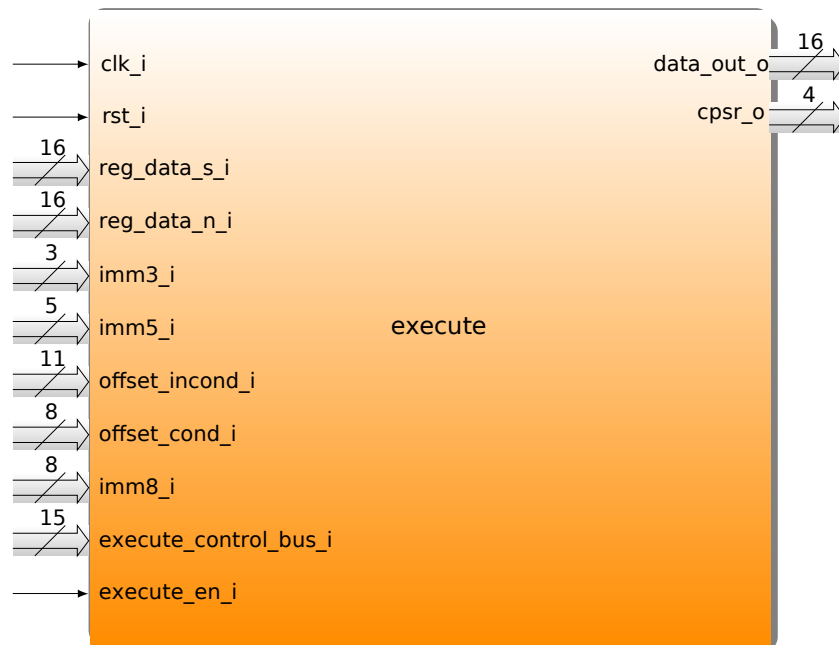 clk_i
data_out_o 16
rst_i
cpsr_o 4
16 reg_data_s_i
16 reg_data_n_i
3 imm3_i
5 imm5_i
execute
11 offset_incond_i
8 offset_cond_i
8 imm8_i
15 execute_control_bus_i
execute_en_i